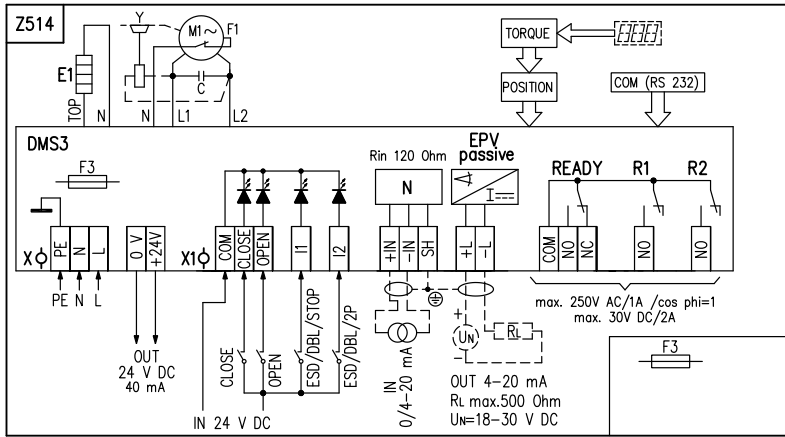 Z514
Y
M1~
F1
E1
C
TOP
N
N
L1
L2
TORQUE
POSITION
COM (RS 232)
DMS3
F3
Rin 120 Ohm
N
EPV
passive
I
READY
R1
R2
X
PE
N
L
0 V
+24V
X1
COM
CLOSE
OPEN
I1
I2
+IN
-IN
SH
+L
-L
COM
NO
NC
NO
NO
PE N L
OUT
24 V DC
40 mA
CLOSE
OPEN
ESD/DBL/STOP
ESD/DBL/2P
IN 24 V DC
IN
0/4-20 mA
+
UN
-
RL
OUT 4-20 mA
RL max.500 Ohm
UN=18-30 V DC
max. 250V AC/1A /cos phi=1
max. 30V DC/2A
F3